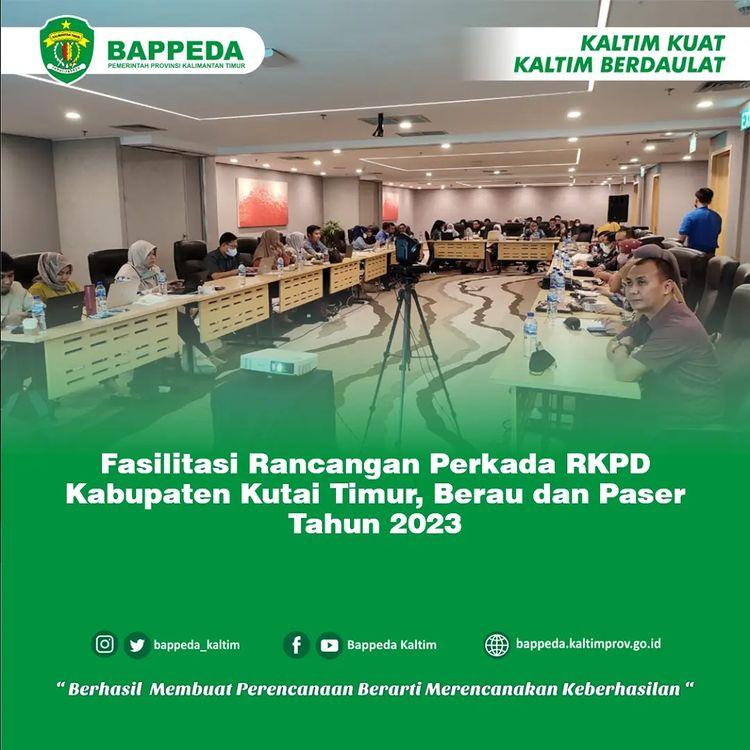 BAPPEDA
PEMERINTAH PROVINSI KALIMANTAN TIMUR
KALTIM KUAT
KALTIM BERDAULAT
Fasilitasi Rancangan Perkada RKPD
Kabupaten Kutai Timur, Berau dan Paser
Tahun 2023
bappeda_kaltim
Bappeda Kaltim
bappeda.kaltimprov.go.id
“ Berhasil Membuat Perencanaan Berarti Merencanakan Keberhasilan “